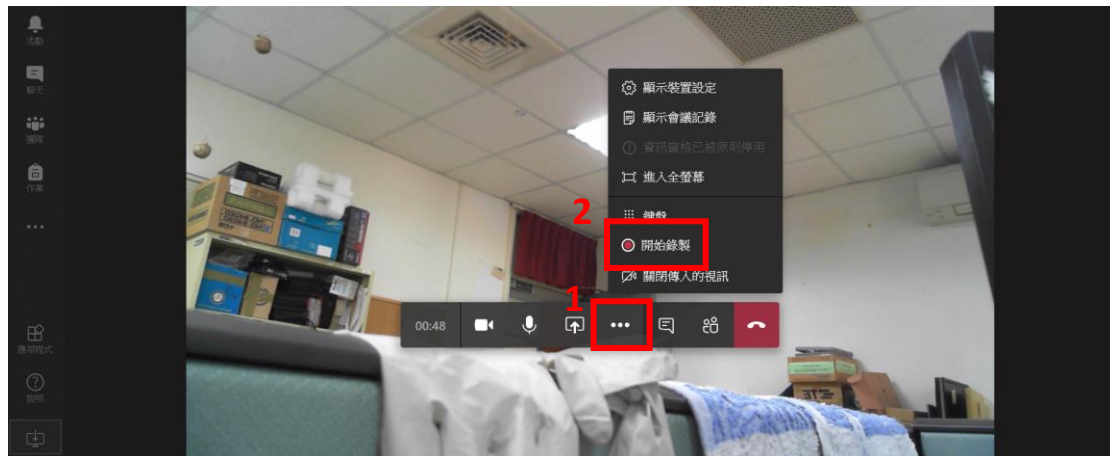 活動
聊天
團隊
作業
應用程式
說明
顯示裝置設定
顯示會議記錄
資訊窗格已被原則停用
進入全螢幕
2
鍵盤
開始錄製
關閉傳入的視訊
1
00:48